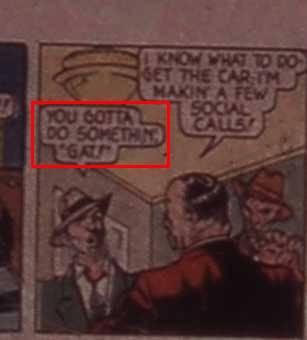 YOU GOTTA
DO SOMETHIN',
"GAT!"
I KNOW WHAT TO DO-
GET THE CAR; I'M
MAKIN' A FEW
SOCIAL
CALLS!